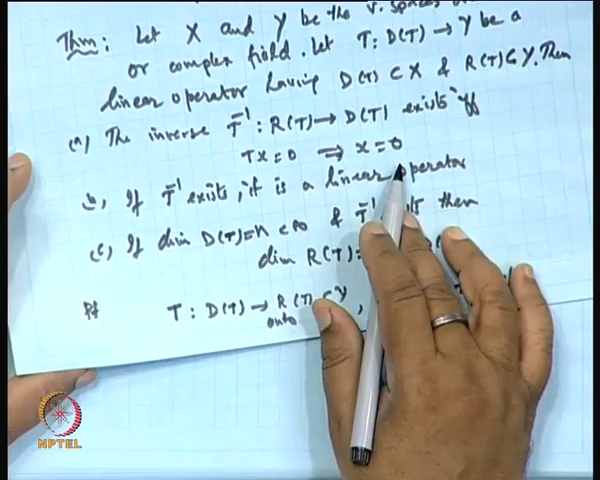 Thm: Let X and Y be the v. spaces
or complex field. Let T: D(T) → Y be a
linear operator having D(T) ⊂ X & R(T) ⊂ Y. Then
(a) The inverse T⁻¹: R(T) → D(T) exists iff
Tx = 0 ⇒ x = 0
(b) If T⁻¹ exists, it is a linear operator
(c) If dim D(T) = n < ∞ & T⁻¹ then
dim R(T) =
Pf T: D(T) → R(T) ⊂ Y,
onto
NPTEL